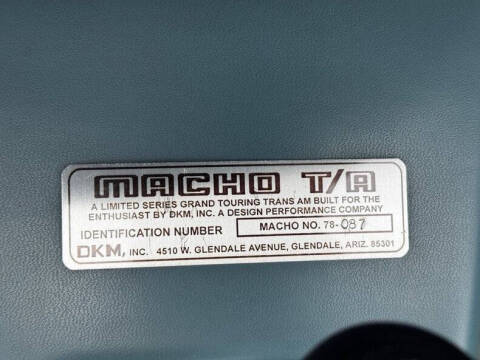 MACHO T/A
A LIMITED SERIES GRAND TOURING TRANS AM BUILT FOR THE
ENTHUSIAST BY DKM, INC. A DESIGN PERFORMANCE COMPANY
IDENTIFICATION NUMBER MACHO NO. 78-087
DKM, INC. 4510 W. GLENDALE AVENUE, GLENDALE, ARIZ. 85301